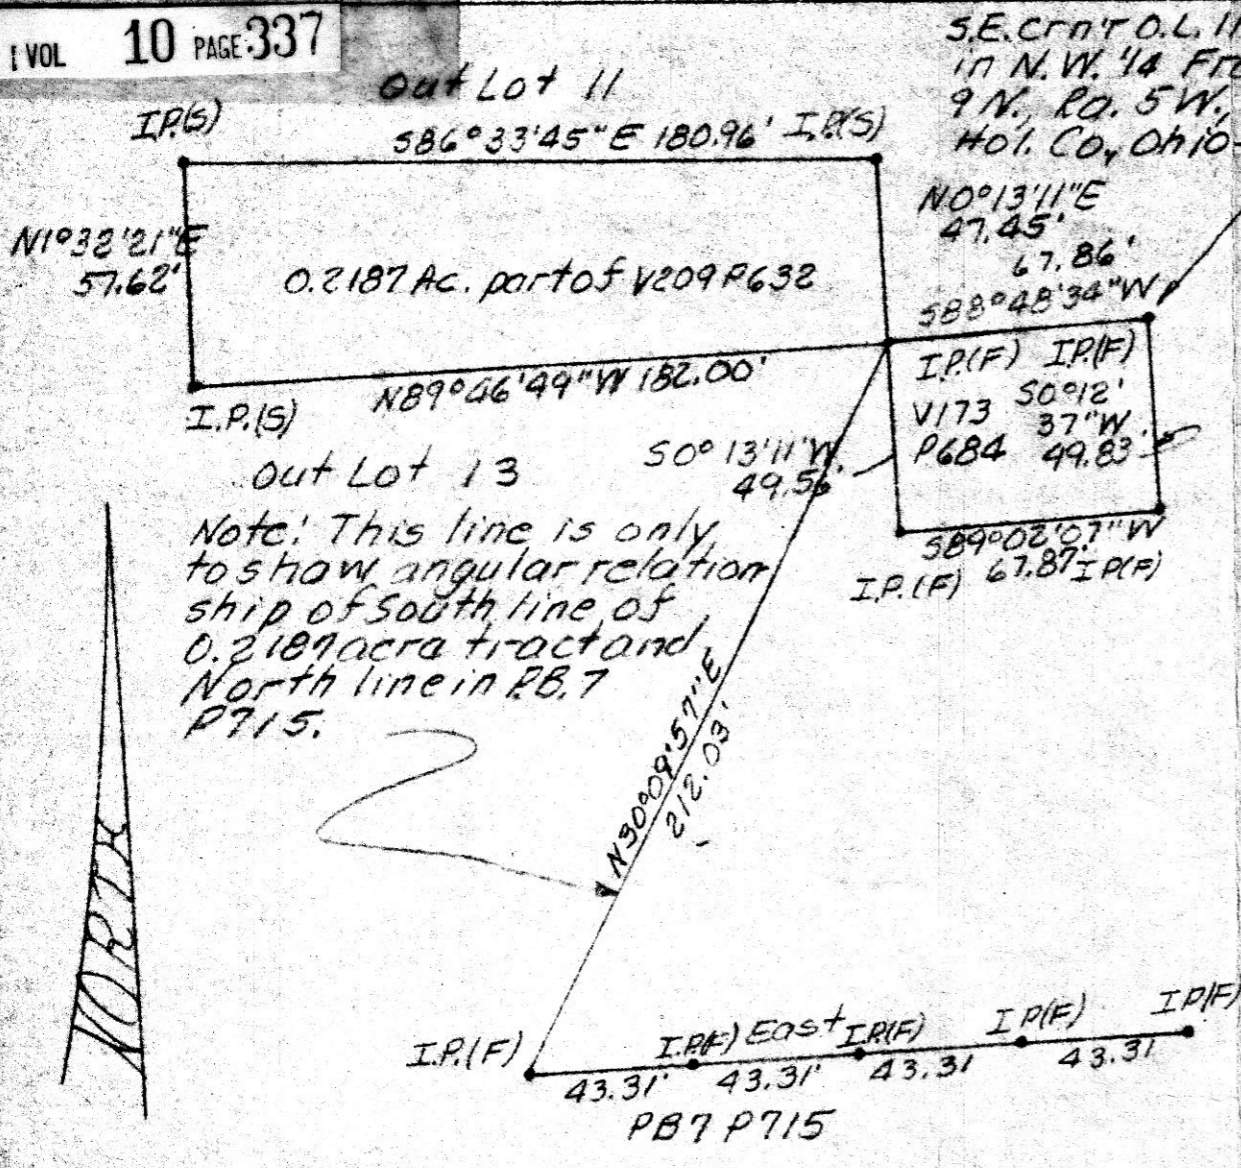 VOL 10 PAGE 337
S.E. Crn'r O.L. 11
in N.W. 1/4 Fra
9 N., Ra. 5 W.,
Hol. Co, Ohio-
Out Lot 11
I.P.(S)
S86°33'45"E 180.96' I.P.(S)
N1°32'21"E
57.62'
0.2187 Ac. part of V209 P632
N0°13'11"E
47.45'
67.86'
S88°48'34"W
I.P.(F) I.P.(F)
V173
P684
S0°12'
37"W
49.83'
I.P.(S)
N89°46'49"W 182.00'
S0°13'11"W
49.56'
S89°02'07"W
I.P.(F) 67.87' I.P.(F)
Out Lot 13
Note! This line is only
to show angular relation
ship of South line of
0.2187 acra tract and
North line in P.B.7
P715.
N30°09'57"E
212.03'
NORTH
I.P.(F) I.P.(F) East I.P.(F) I.P.(F) I.P.(F)
43.31' 43.31' 43.31 43.31
PB7 P715